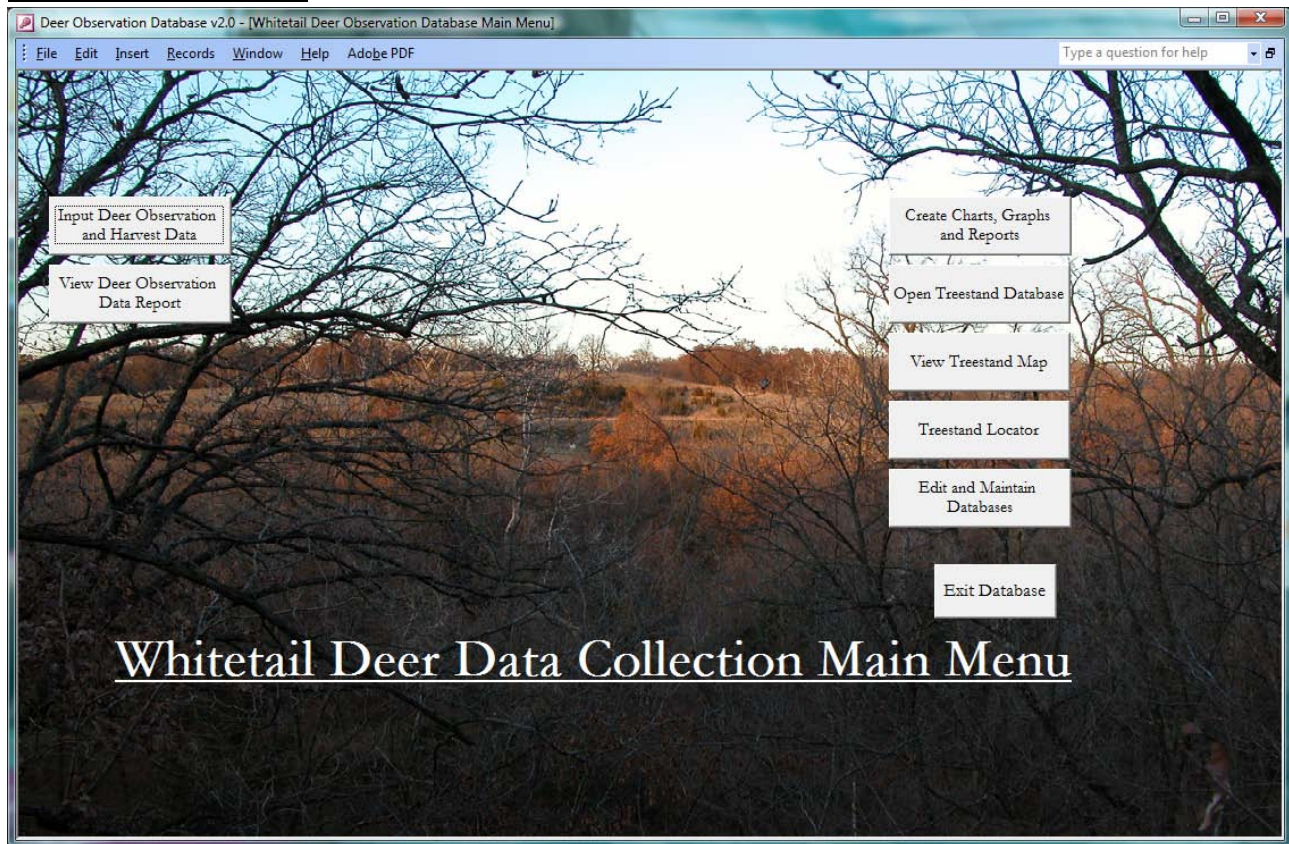 Deer Observation Database v2.0 - [Whitetail Deer Observation Database Main Menu]
File Edit Insert Records Window Help Adobe PDF
Type a question for help
Input Deer Observation
and Harvest Data
View Deer Observation
Data Report
Create Charts, Graphs
and Reports
Open Treestand Database
View Treestand Map
Treestand Locator
Edit and Maintain
Databases
Exit Database
Whitetail Deer Data Collection Main Menu